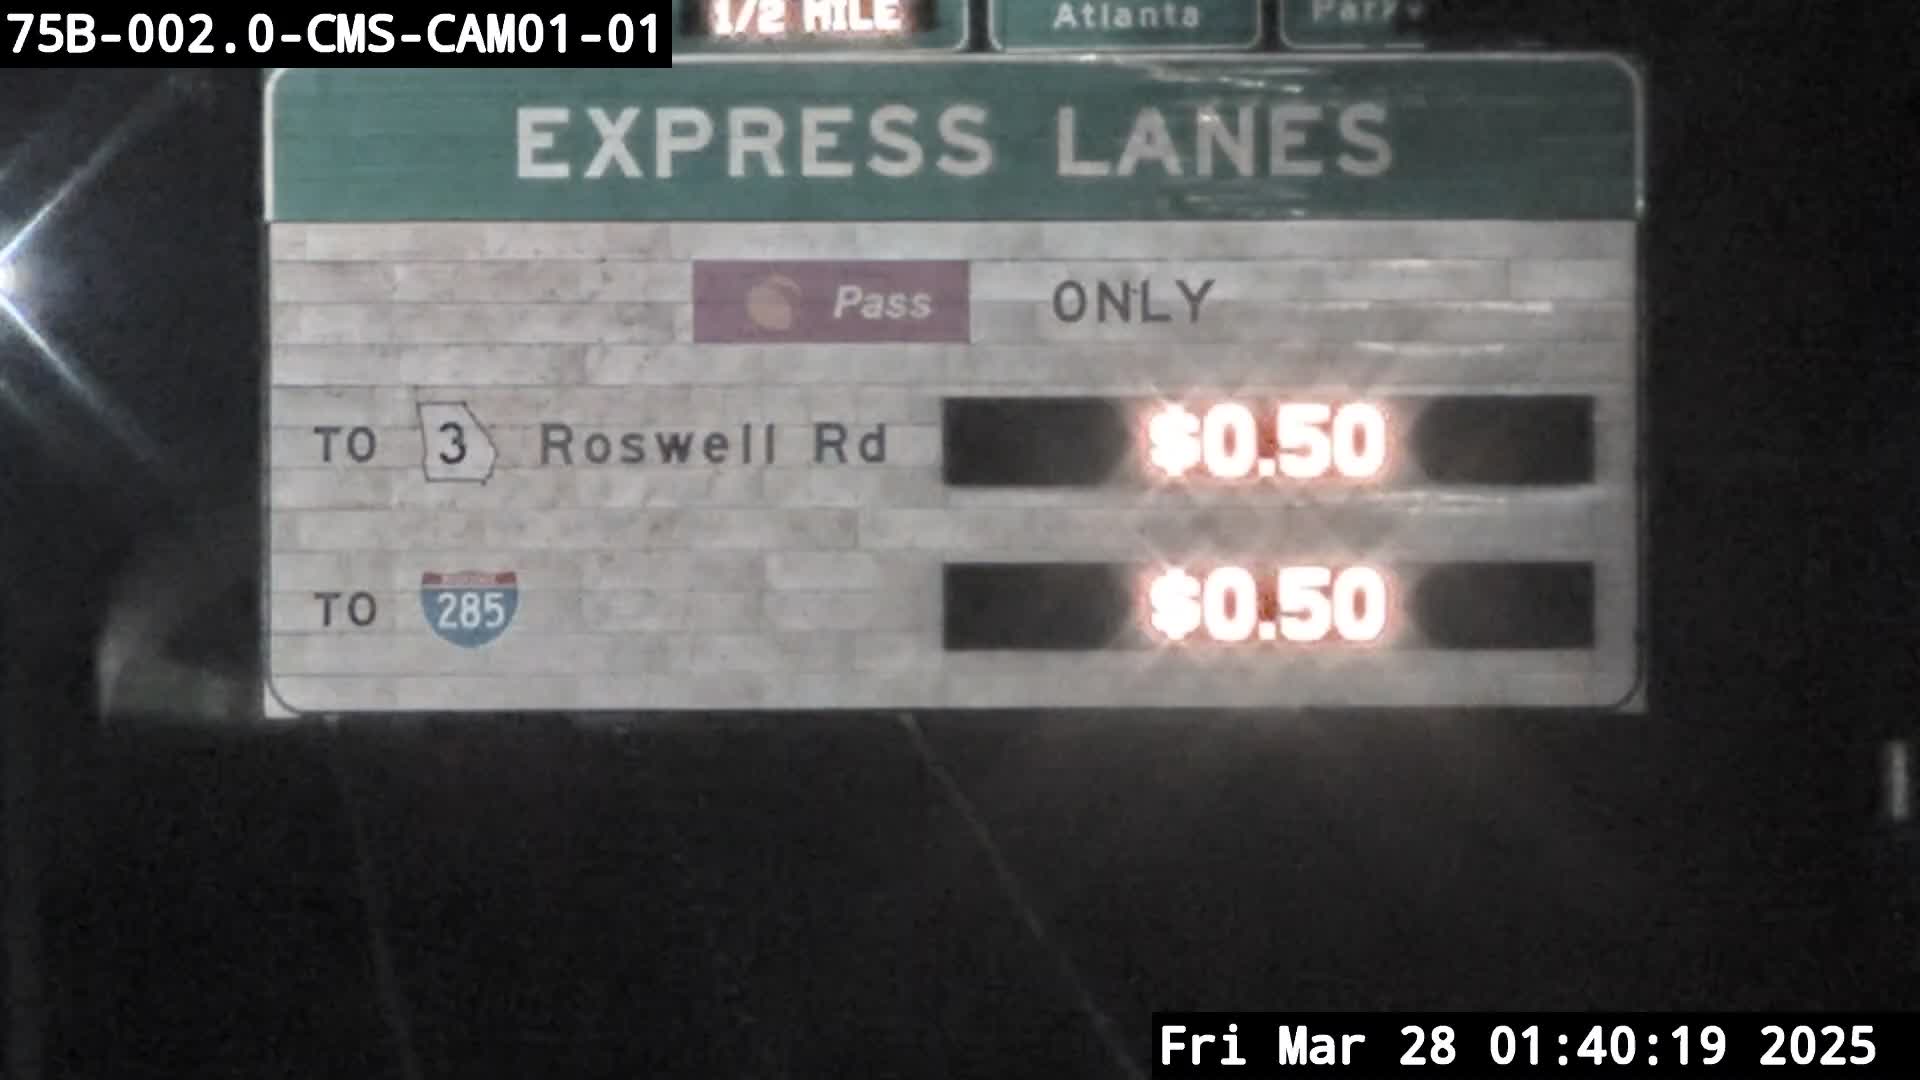 75B-002.0-CMS-CAM01-01
1/2 MILE
Atlanta
EXPRESS LANES
Pass ONLY
TO 3 Roswell Rd $0.50
TO 285 $0.50
Fri Mar 28 01:40:19 2025